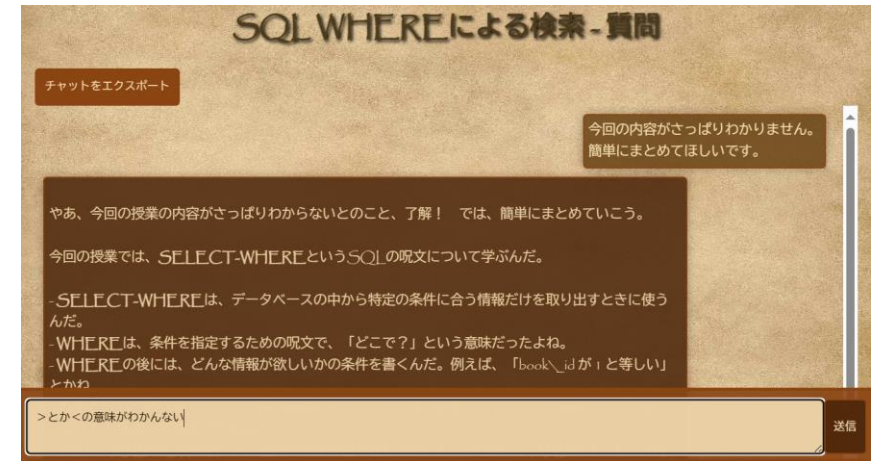 SQL WHEREによる検索 - 質問
チャットをエクスポート
今回の内容がさっぱりわかりません。
簡単にまとめてほしいです。
やあ、今回の授業の内容がさっぱりわからないとのこと、了解！　では、簡単にまとめていこう。
今回の授業では、SELECT-WHEREというSQLの呪文について学ぶんだ。
-SELECT-WHEREは、データベースの中から特定の条件に合う情報だけを取り出すときに使う
んだ。
-WHEREは、条件を指定するための呪文で、「どこで？」という意味だったよね。
-WHEREの後には、どんな情報が欲しいかの条件を書くんだ。例えば、「book\_idが1と等しい」
とかね
＞とか＜の意味がわかんない
送信